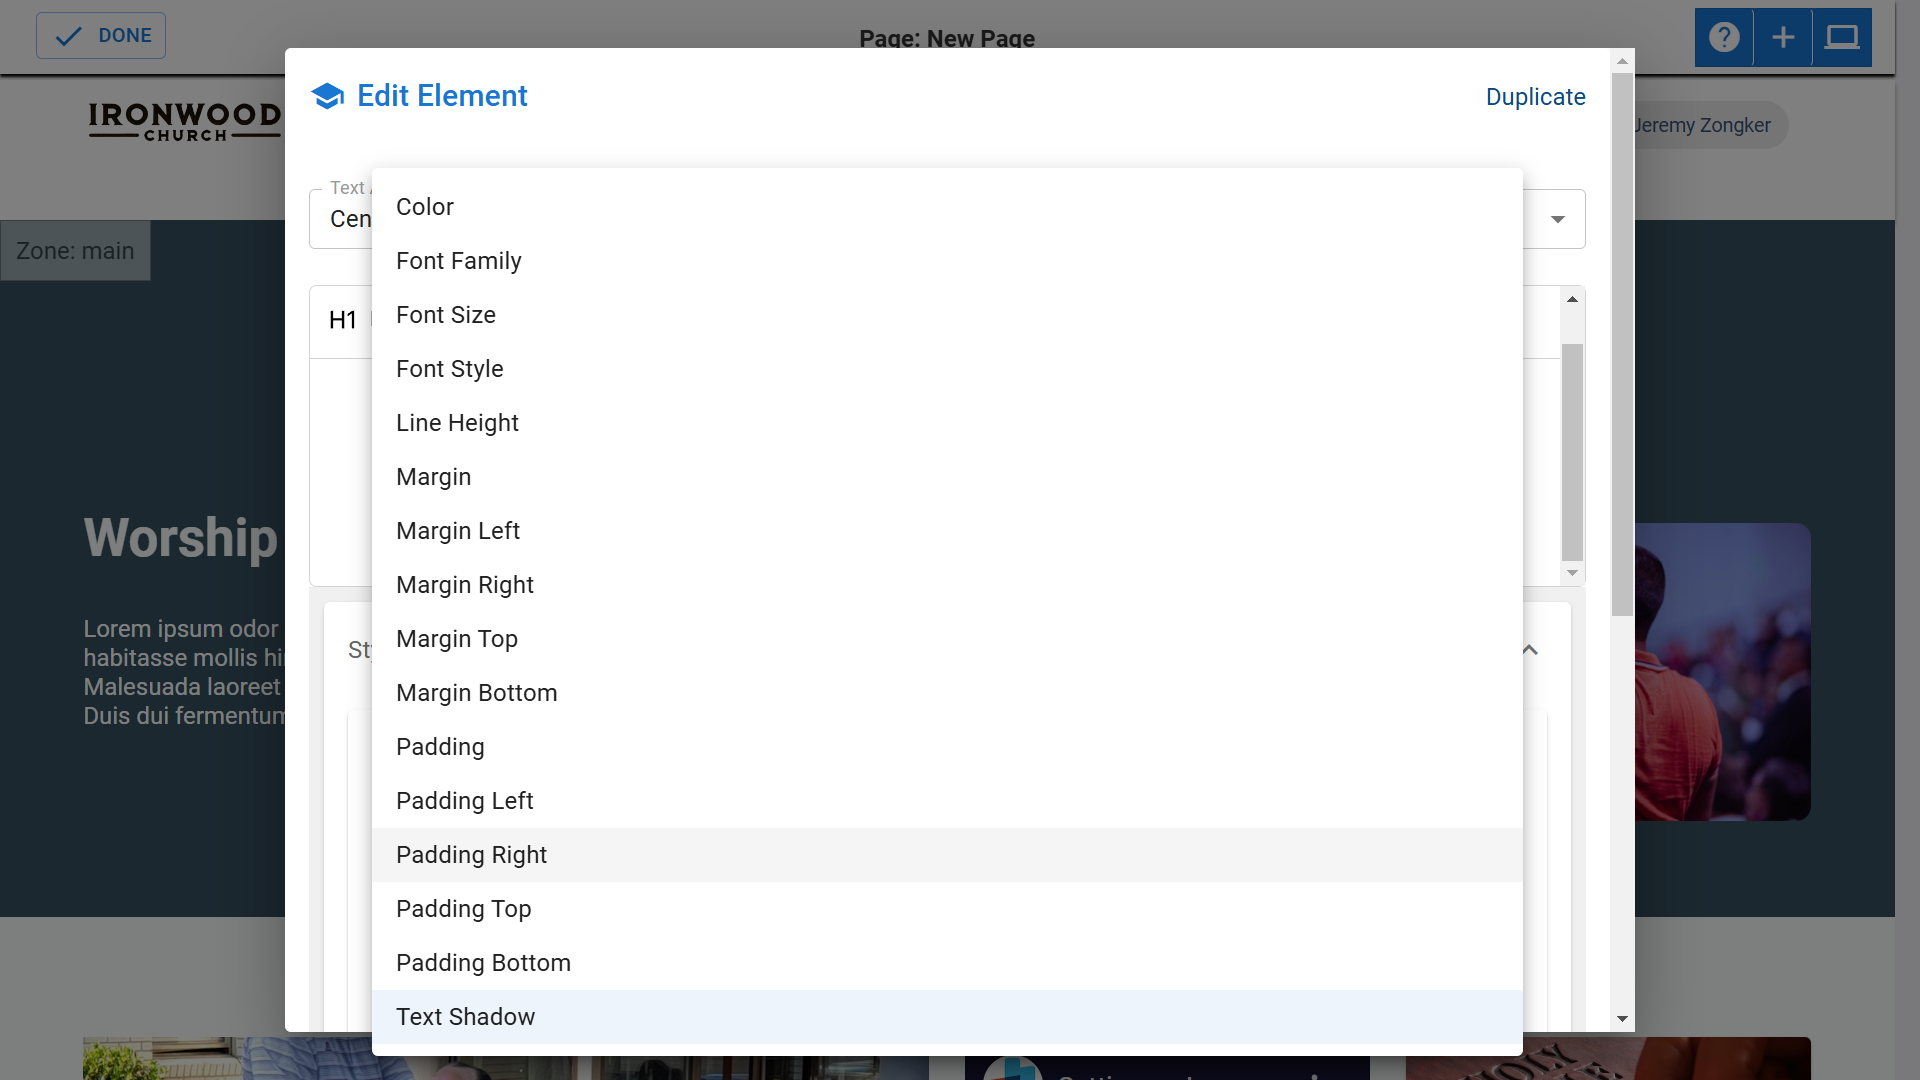 DONE
Page: New Page
Edit Element
Duplicate
IRONWOOD
CHURCH
Jeremy Zongker
Text
Cen
Zone: main
H1
Color
Font Family
Font Size
Font Style
Line Height
Margin
Margin Left
Margin Right
Margin Top
Margin Bottom
Padding
Padding Left
Padding Right
Padding Top
Padding Bottom
Text Shadow
Worship
Lorem ipsum odor
habitasse mollis hi
Malesuada laoreet
Duis dui fermentum
HOLY